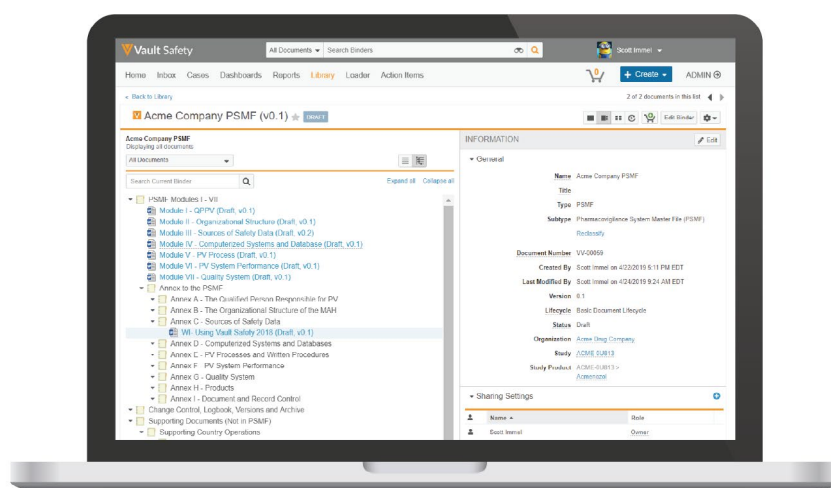 Vault Safety
All Documents
Search Binders
Scott Immel
Home Inbox Cases Dashboards Reports Library Loader Action Items
0
+ Create
ADMIN
« Back to Library
2 of 2 documents in this list
Acme Company PSMF (v0.1)
DRAFT
Edit Binder
Acme Company PSMF
Displaying all documents
All Documents
Search Current Binder
Expand all Collapse all
PSMF Modules I - VII
Module I - QPPV (Draft, v0.1)
Module II - Organizational Structure (Draft, v0.1)
Module III - Sources of Safety Data (Draft, v0.2)
Module IV - Computerized Systems and Database (Draft, v0.1)
Module V - PV Process (Draft, v0.1)
Module VI - PV System Performance (Draft, v0.1)
Module VII - Quality System (Draft, v0.1)
Annex to the PSMF
Annex A - The Qualified Person Responsible for PV
Annex B - The Organizational Structure of the MAH
Annex C - Sources of Safety Data
WI- Using Vault Safety 2018 (Draft, v0.1)
Annex D - Computerized Systems and Databases
Annex E - PV Processes and Written Procedures
Annex F PV System Performance
Annex G - Quality System
Annex H - Products
Annex I - Document and Record Control
Change Control, Logbook, Versions and Archive
Supporting Documents (Not in PSMF)
Supporting Country Operations
INFORMATION
Edit
General
Name Acme Company PSMF
Title
Type PSMF
Subtype Pharmacovigilance System Master File (PSMF)
Reclassify
Document Number VV-00059
Created By Scott Immel on 4/22/2019 5:11 PM EDT
Last Modified By Scott Immel on 4/24/2019 9:24 AM EDT
Version 0.1
Lifecycle Basic Document Lifecycle
Status Draft
Organization Acme Drug Company
Study ACME-0UB13
Study Product ACME-0UB13 >
Acmenozol
Sharing Settings
Name Role
Scott Immel Owner